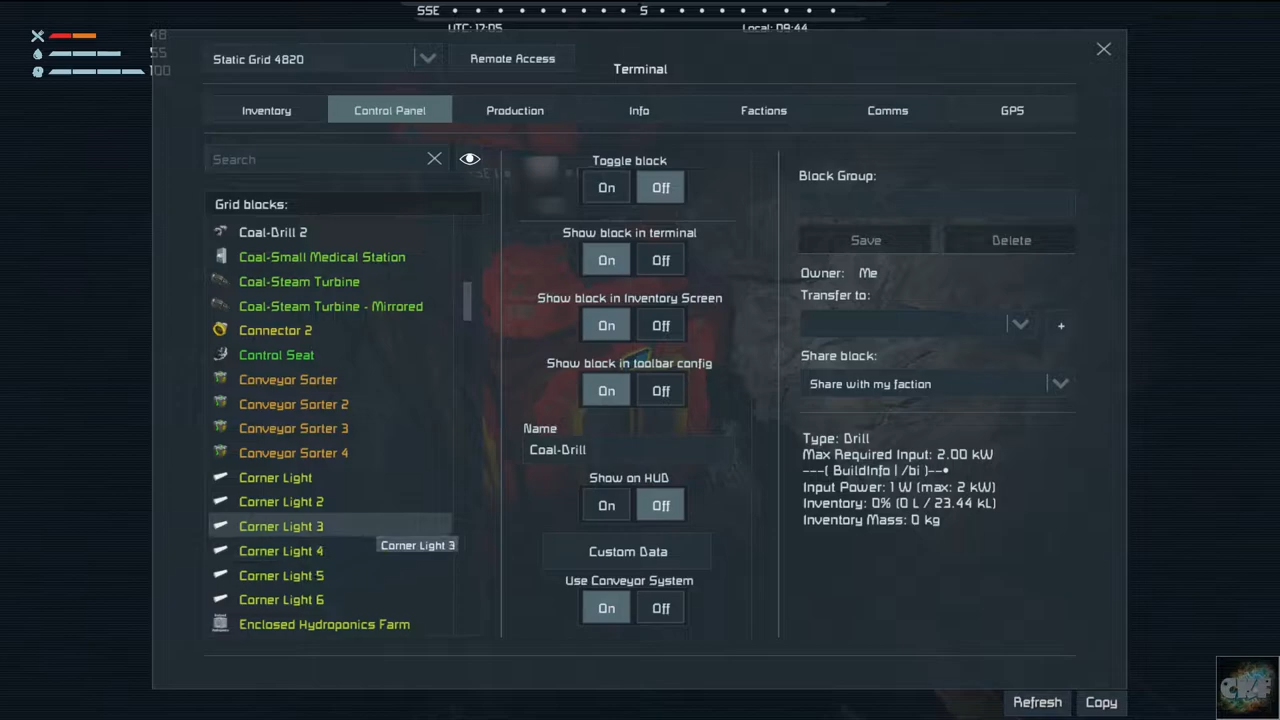 SSE S
UTC: 17:05 Local: 09:44
48
55
100
Static Grid 4820
Remote Access
Terminal
Inventory
Control Panel
Production
Info
Factions
Comms
GPS
Search
Grid blocks:
Coal-Drill 2
Coal-Small Medical Station
Coal-Steam Turbine
Coal-Steam Turbine - Mirrored
Connector 2
Control Seat
Conveyor Sorter
Conveyor Sorter 2
Conveyor Sorter 3
Conveyor Sorter 4
Corner Light
Corner Light 2
Corner Light 3
Corner Light 3
Corner Light 4
Corner Light 5
Corner Light 6
Enclosed Hydroponics Farm
Toggle block
On Off
Show block in terminal
On Off
Show block in Inventory Screen
On Off
Show block in toolbar config
On Off
Name
Coal-Drill
Show on HUD
On Off
Custom Data
Use Conveyor System
On Off
Block Group:
Save Delete
Owner: Me
Transfer to:
+
Share block:
Share with my faction
Type: Drill
Max Required Input: 2.00 kW
---( BuildInfo | /bi )--•
Input Power: 1 W (max: 2 kW)
Inventory: 0% (0 L / 23.44 kL)
Inventory Mass: 0 kg
Refresh Copy